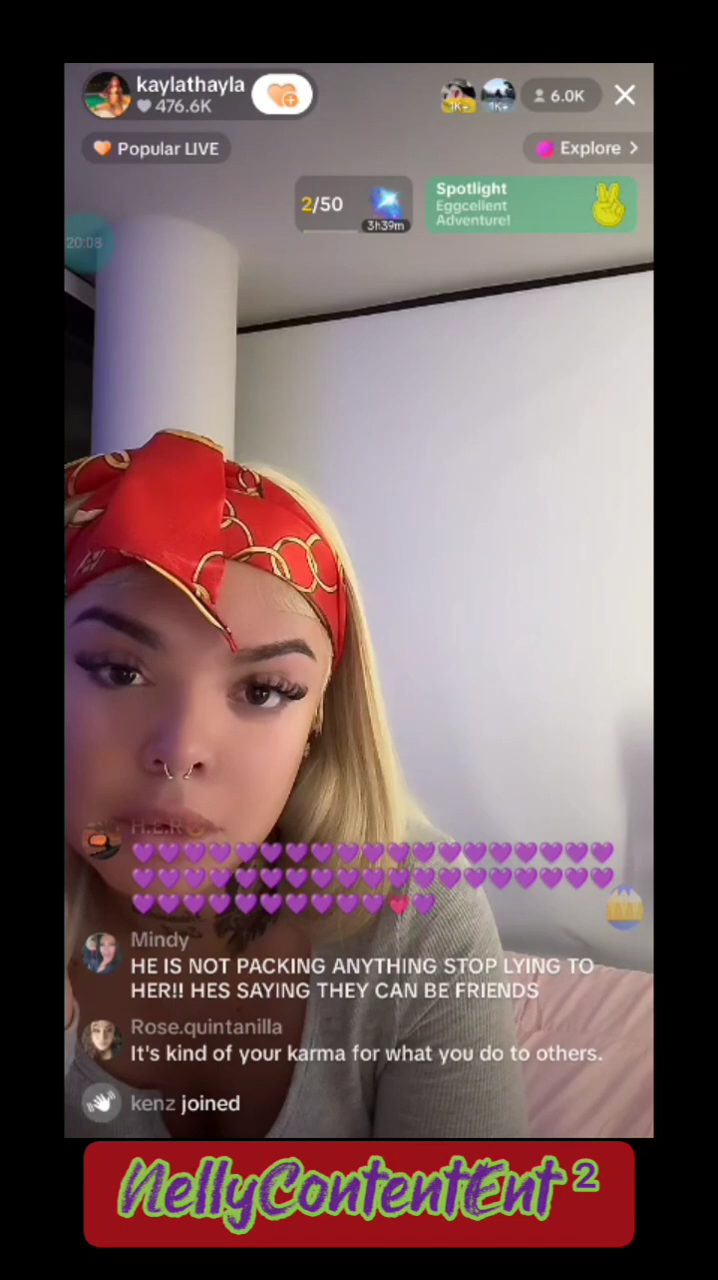 kaylathayla
476.6K
1K+ 1K+
6.0K
Popular LIVE
Explore
2/50
3h39m
Spotlight
Eggcellent
Adventure!
20:08
H.E.R
Mindy
HE IS NOT PACKING ANYTHING STOP LYING TO
HER!! HES SAYING THEY CAN BE FRIENDS
Rose.quintanilla
It's kind of your karma for what you do to others.
kenz joined
NellyContentEnt 2